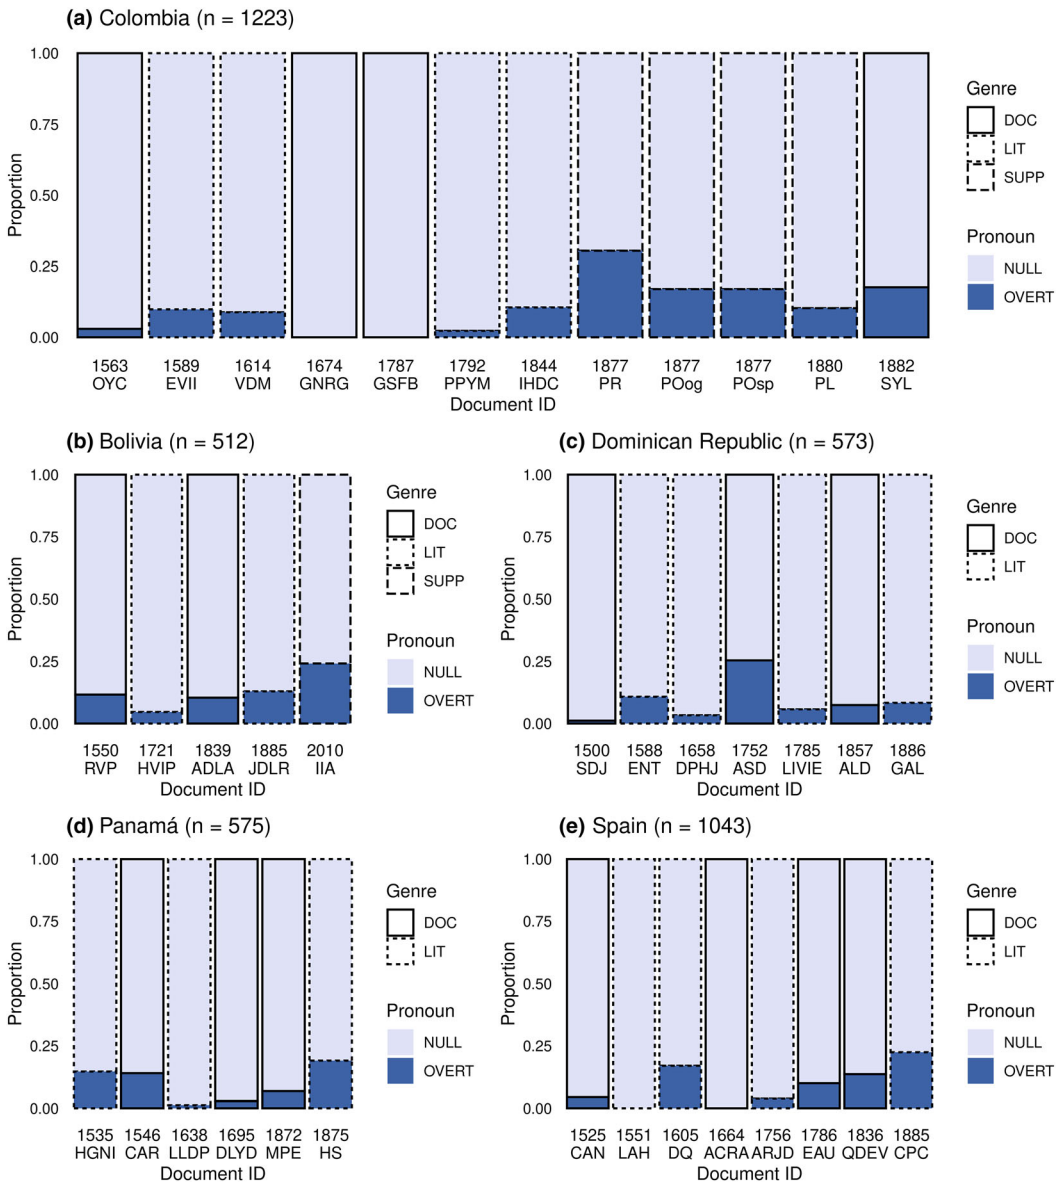 (a) Colombia (n = 1223)
Proportion
1.00
0.75
0.50
0.25
0.00
1563 1589 1614 1674 1787 1792 1844 1877 1877 1877 1880 1882
OYC EVII VDM GNRG GSFB PPYM IHDC PR POog POsp PL SYL
Document ID
Genre
DOC
LIT
SUPP
Pronoun
NULL
OVERT
(b) Bolivia (n = 512)
Proportion
1.00
0.75
0.50
0.25
0.00
1550 1721 1839 1885 2010
RVP HVIP ADLA JDLR IIA
Document ID
Genre
DOC
LIT
SUPP
Pronoun
NULL
OVERT
(c) Dominican Republic (n = 573)
Proportion
1.00
0.75
0.50
0.25
0.00
1500 1588 1658 1752 1785 1857 1886
SDJ ENT DPHJ ASD LIVIE ALD GAL
Document ID
Genre
DOC
LIT
Pronoun
NULL
OVERT
(d) Panamá (n = 575)
Proportion
1.00
0.75
0.50
0.25
0.00
1535 1546 1638 1695 1872 1875
HGNI CAR LLDP DLYD MPE HS
Document ID
Genre
DOC
LIT
Pronoun
NULL
OVERT
(e) Spain (n = 1043)
Proportion
1.00
0.75
0.50
0.25
0.00
1525 1551 1605 1664 1756 1786 1836 1885
CAN LAH DQ ACRA ARJD EAU QDEV CPC
Document ID
Genre
DOC
LIT
Pronoun
NULL
OVERT